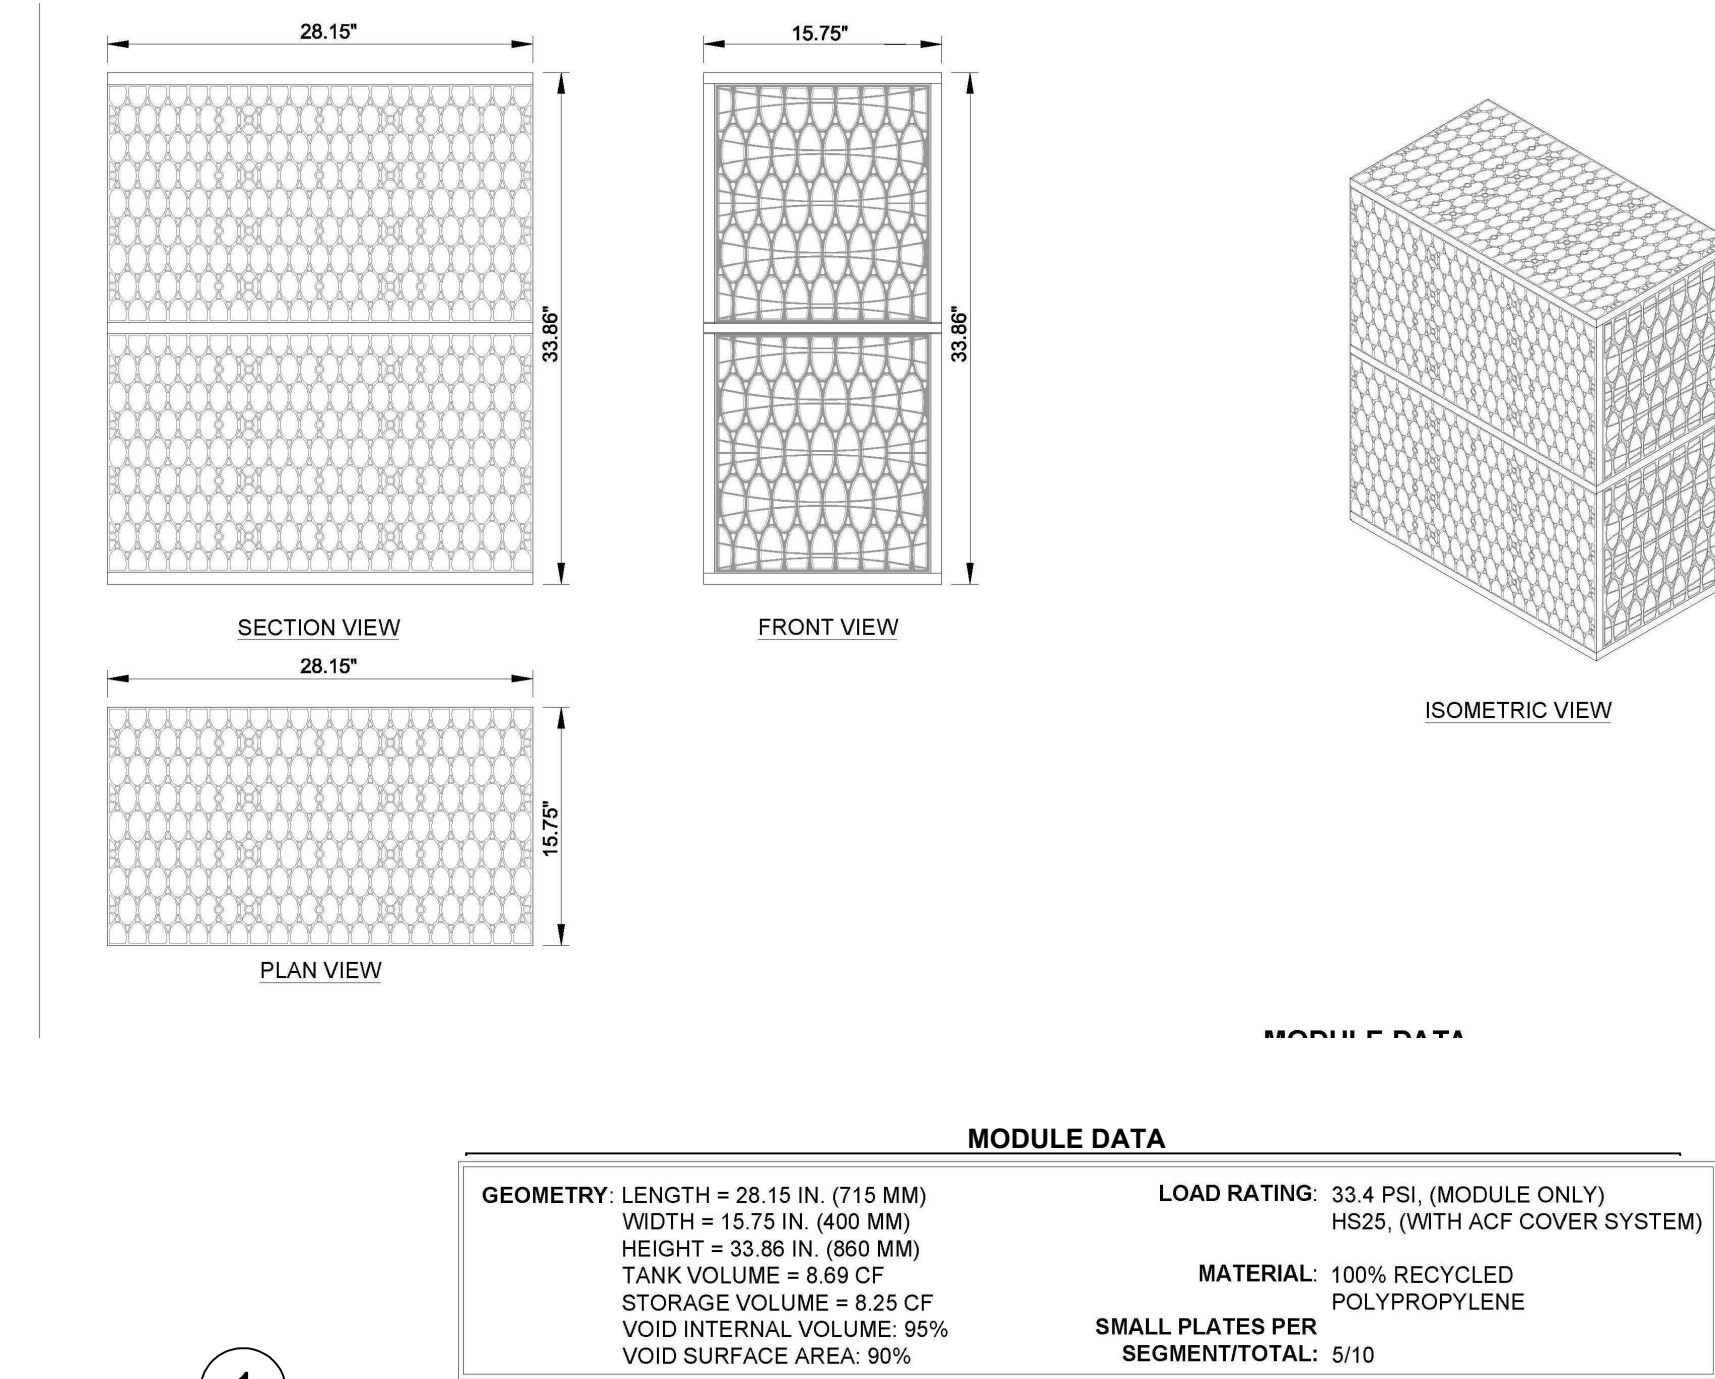 28.15"
15.75"
33.86"
33.86"
SECTION VIEW
FRONT VIEW
28.15"
15.75"
ISOMETRIC VIEW
PLAN VIEW
MODULE DATA
MODULE DATA
GEOMETRY: LENGTH = 28.15 IN. (715 MM)
WIDTH = 15.75 IN. (400 MM)
HEIGHT = 33.86 IN. (860 MM)
TANK VOLUME = 8.69 CF
STORAGE VOLUME = 8.25 CF
VOID INTERNAL VOLUME: 95%
VOID SURFACE AREA: 90%
LOAD RATING: 33.4 PSI, (MODULE ONLY)
HS25, (WITH ACF COVER SYSTEM)
MATERIAL: 100% RECYCLED
POLYPROPYLENE
SMALL PLATES PER
SEGMENT/TOTAL: 5/10